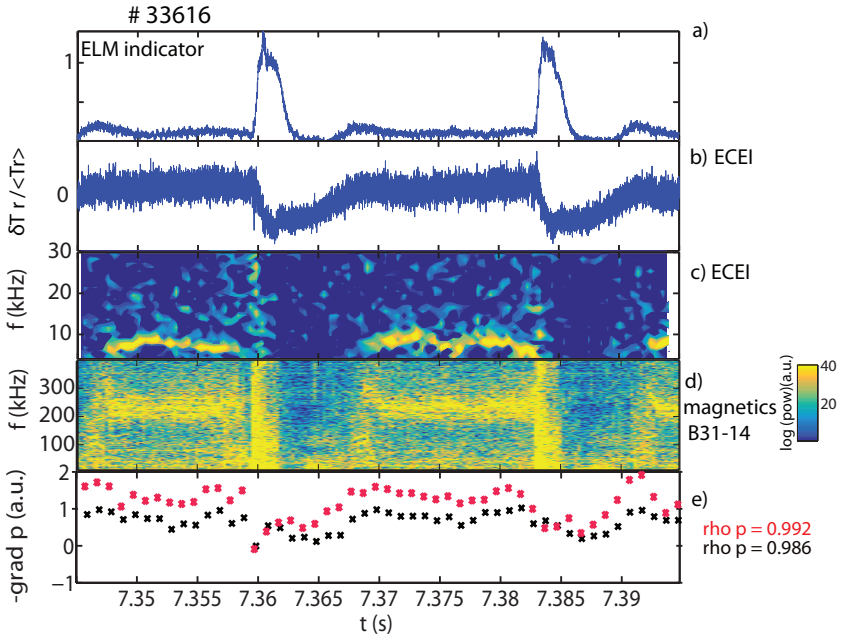 # 33616
a)
ELM indicator
1
b) ECEI
δT r / <Tr>
0
30
c) ECEI
20
f (kHz)
10
d)
magnetics
B31-14
300
200
100
f (kHz)
40
20
log (pow)(a.u.)
2
1
0
−1
-grad p (a.u.)
e)
rho p = 0.992
rho p = 0.986
7.35 7.355 7.36 7.365 7.37 7.375 7.38 7.385 7.39
t (s)